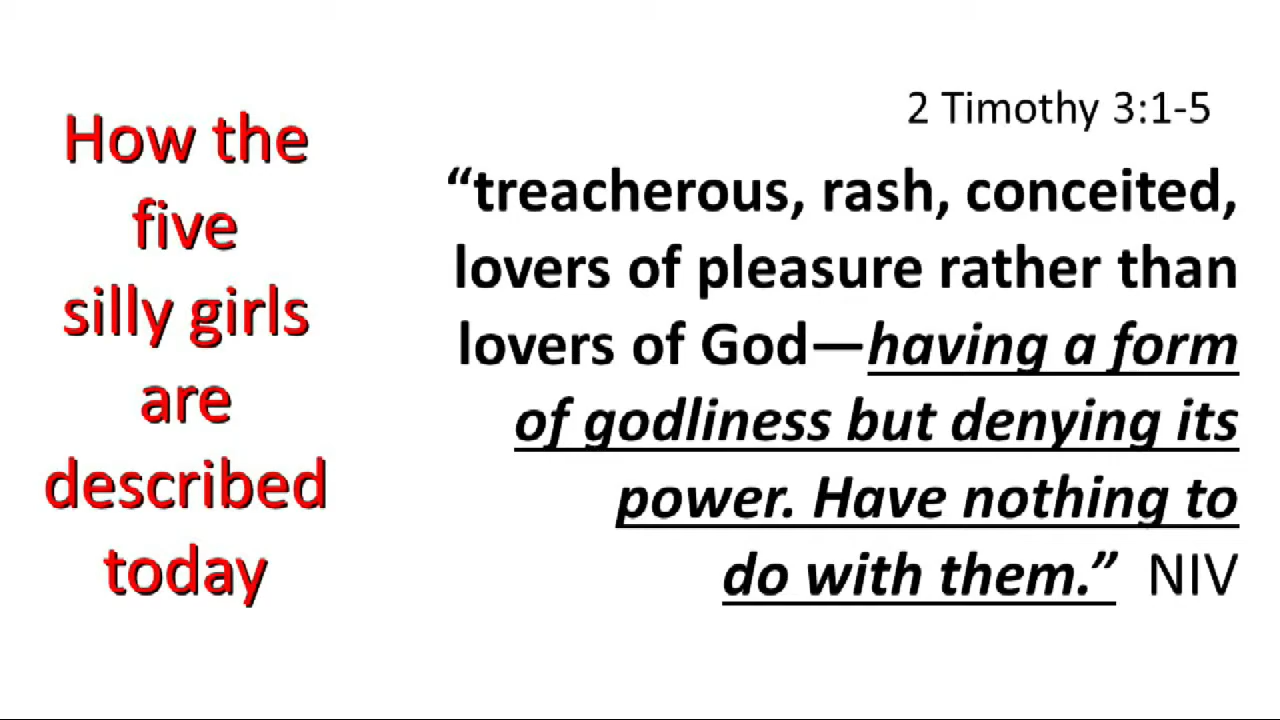 How the
five
silly girls
are
described
today
2 Timothy 3:1-5
“treacherous, rash, conceited,
lovers of pleasure rather than
lovers of God—having a form
of godliness but denying its
power. Have nothing to
do with them.” NIV